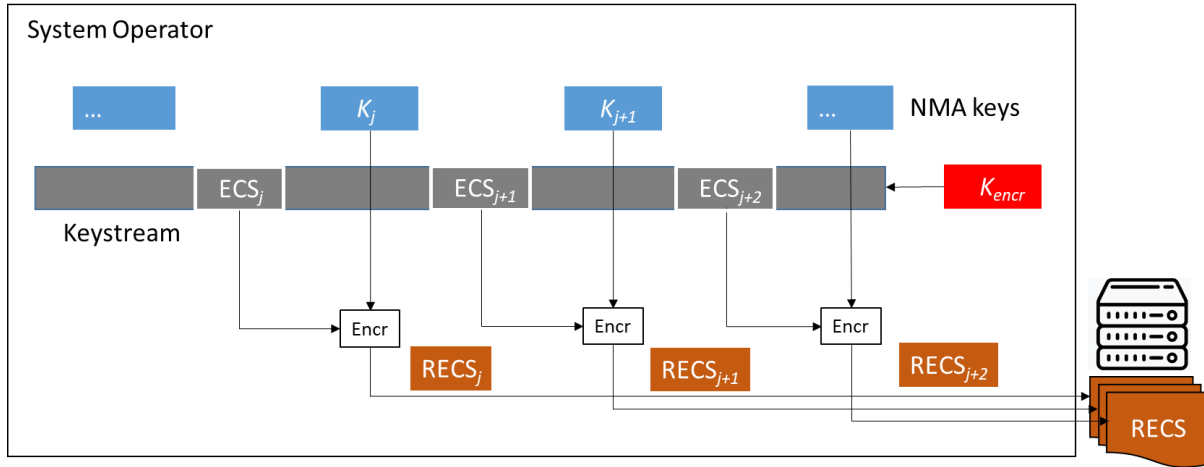 System Operator
...
Kj
Kj+1
...
NMA keys
ECSj
ECSj+1
ECSj+2
Kencr
Keystream
Encr
Encr
Encr
RECSj
RECSj+1
RECSj+2
RECS